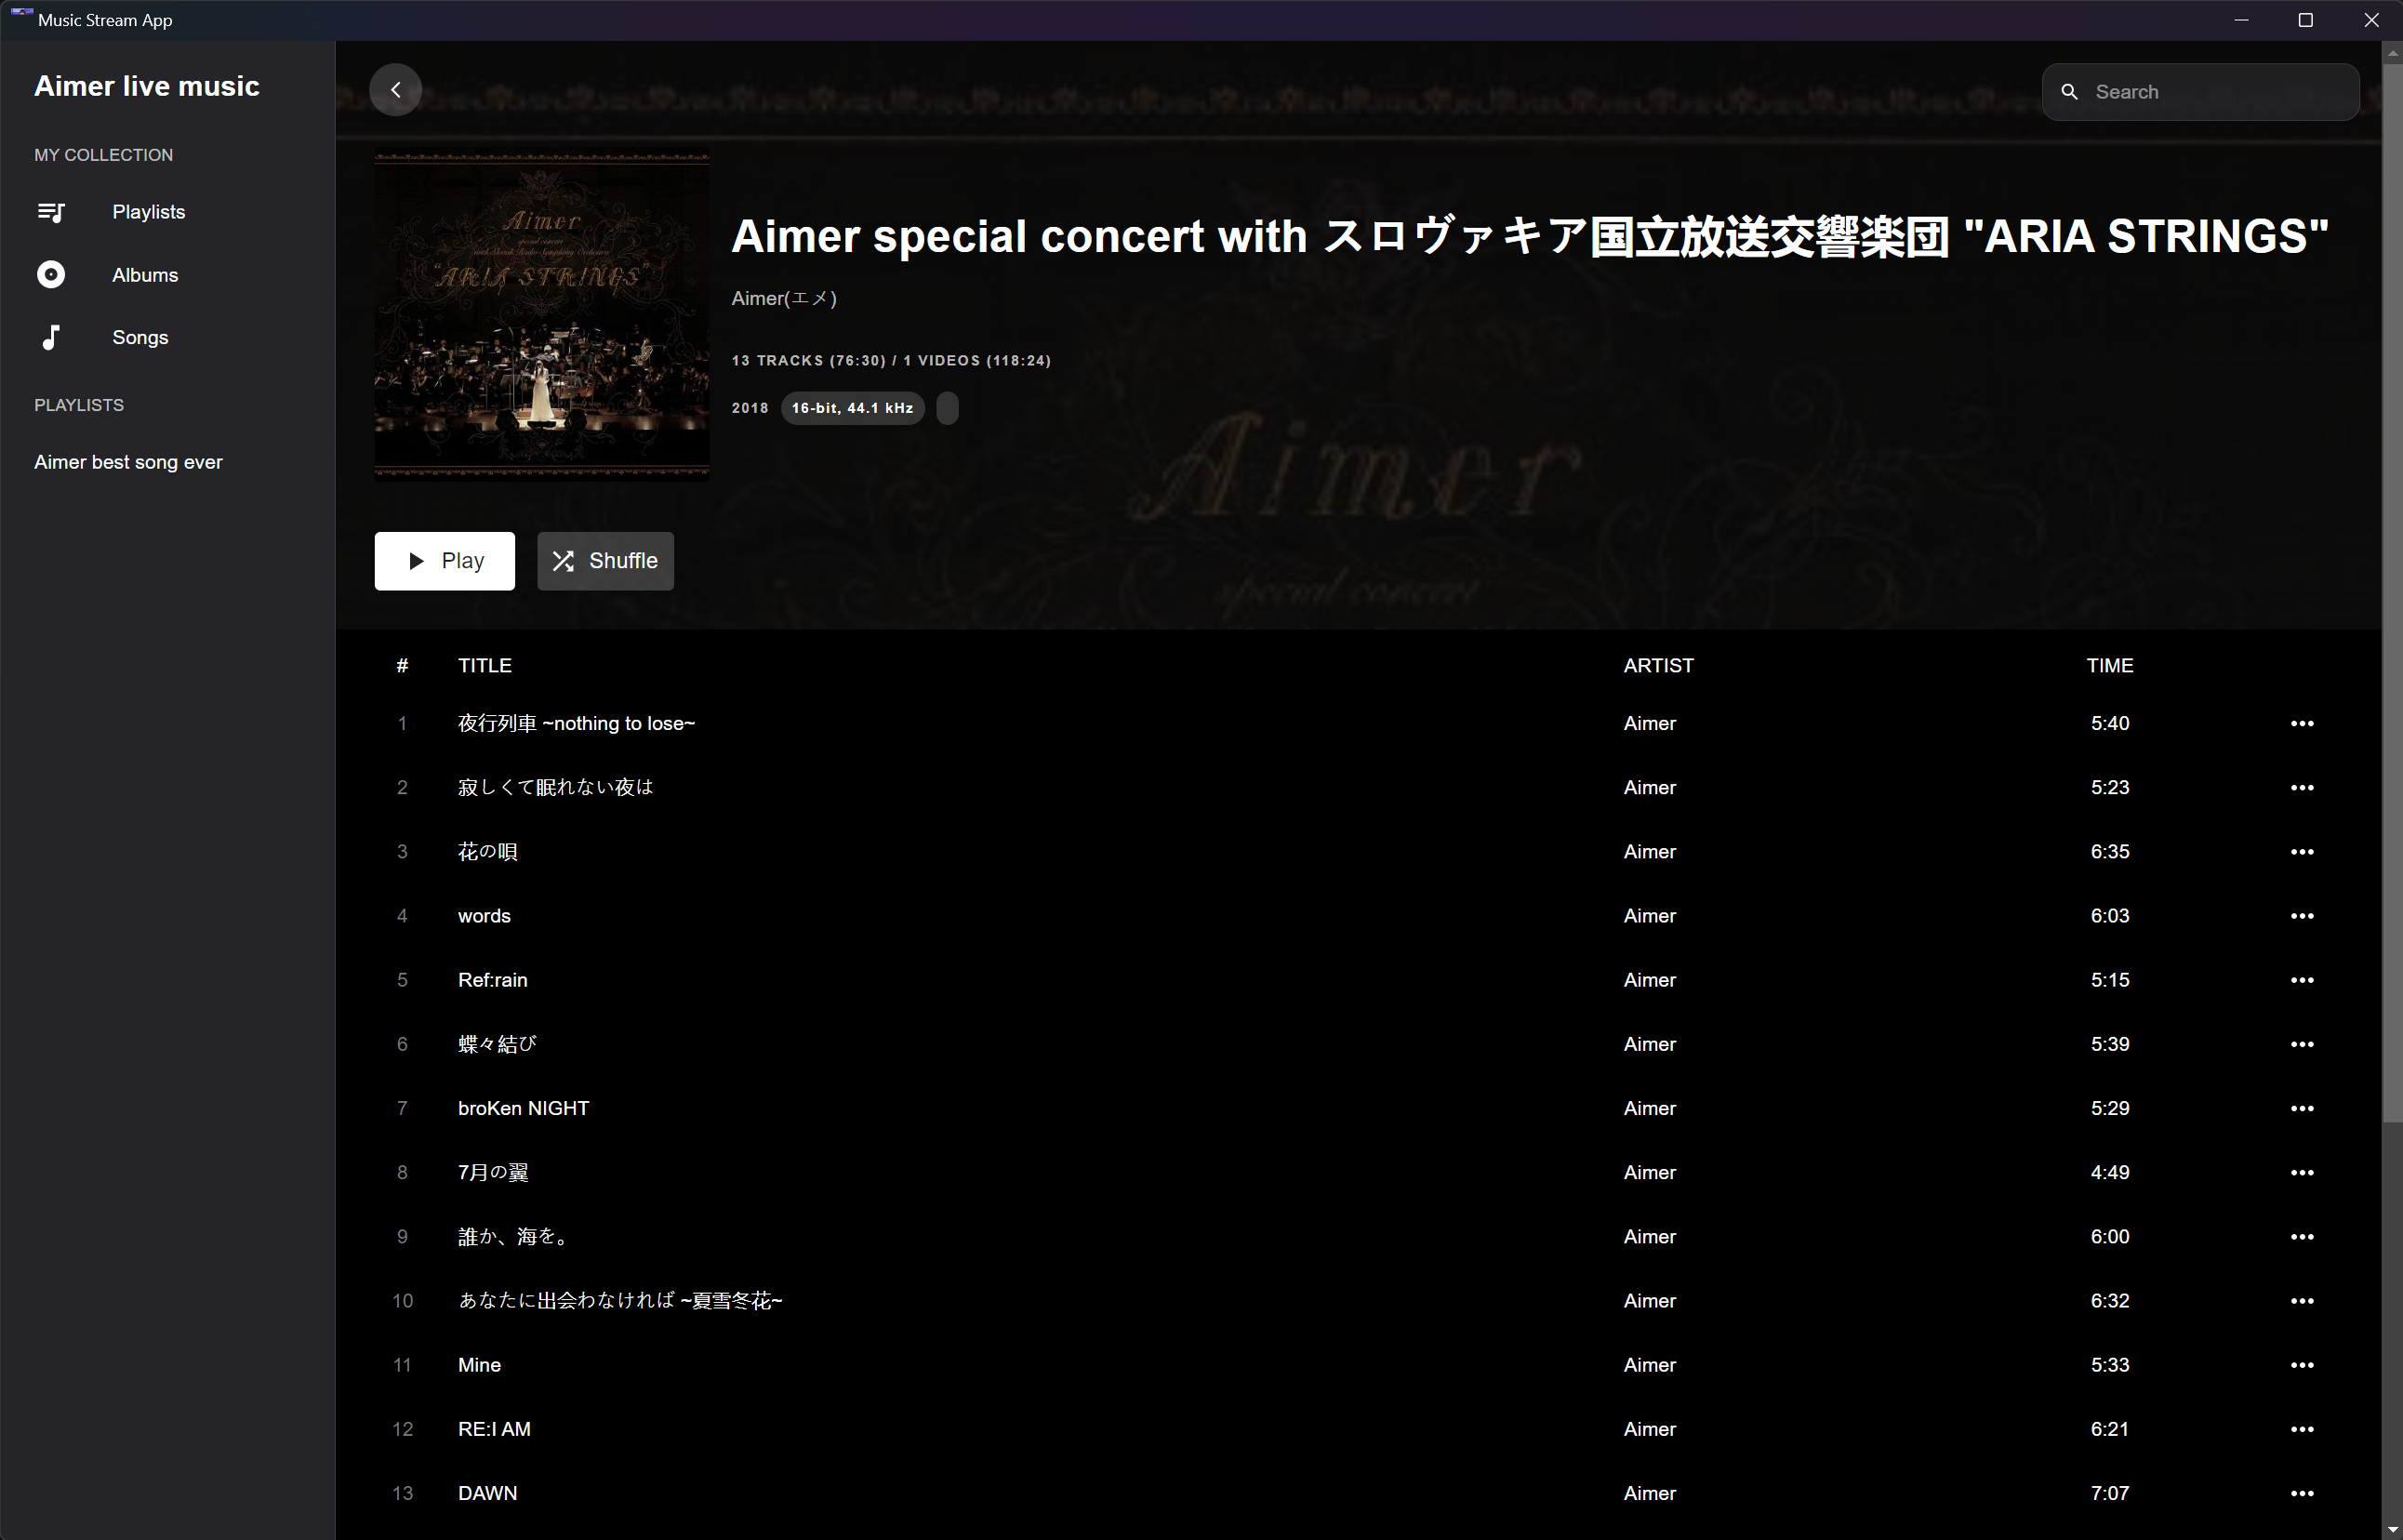 Music Stream App
Aimer live music
MY COLLECTION
Playlists
Albums
Songs
PLAYLISTS
Aimer best song ever
Search
Aimer
special concert
with Slovak Radio Symphony Orchestra
"ARIA STRINGS"
Aimer special concert with スロヴァキア国立放送交響楽団 "ARIA STRINGS"
Aimer(エメ)
13 TRACKS (76:30) / 1 VIDEOS (118:24)
2018 16-bit, 44.1 kHz
Aimer
special concert
Play Shuffle
# TITLE ARTIST TIME
1 夜行列車 ~nothing to lose~ Aimer 5:40
2 寂しくて眠れない夜は Aimer 5:23
3 花の唄 Aimer 6:35
4 words Aimer 6:03
5 Ref:rain Aimer 5:15
6 蝶々結び Aimer 5:39
7 broKen NIGHT Aimer 5:29
8 7月の翼 Aimer 4:49
9 誰か、海を。 Aimer 6:00
10 あなたに出会わなければ ~夏雪冬花~ Aimer 6:32
11 Mine Aimer 5:33
12 RE:I AM Aimer 6:21
13 DAWN Aimer 7:07